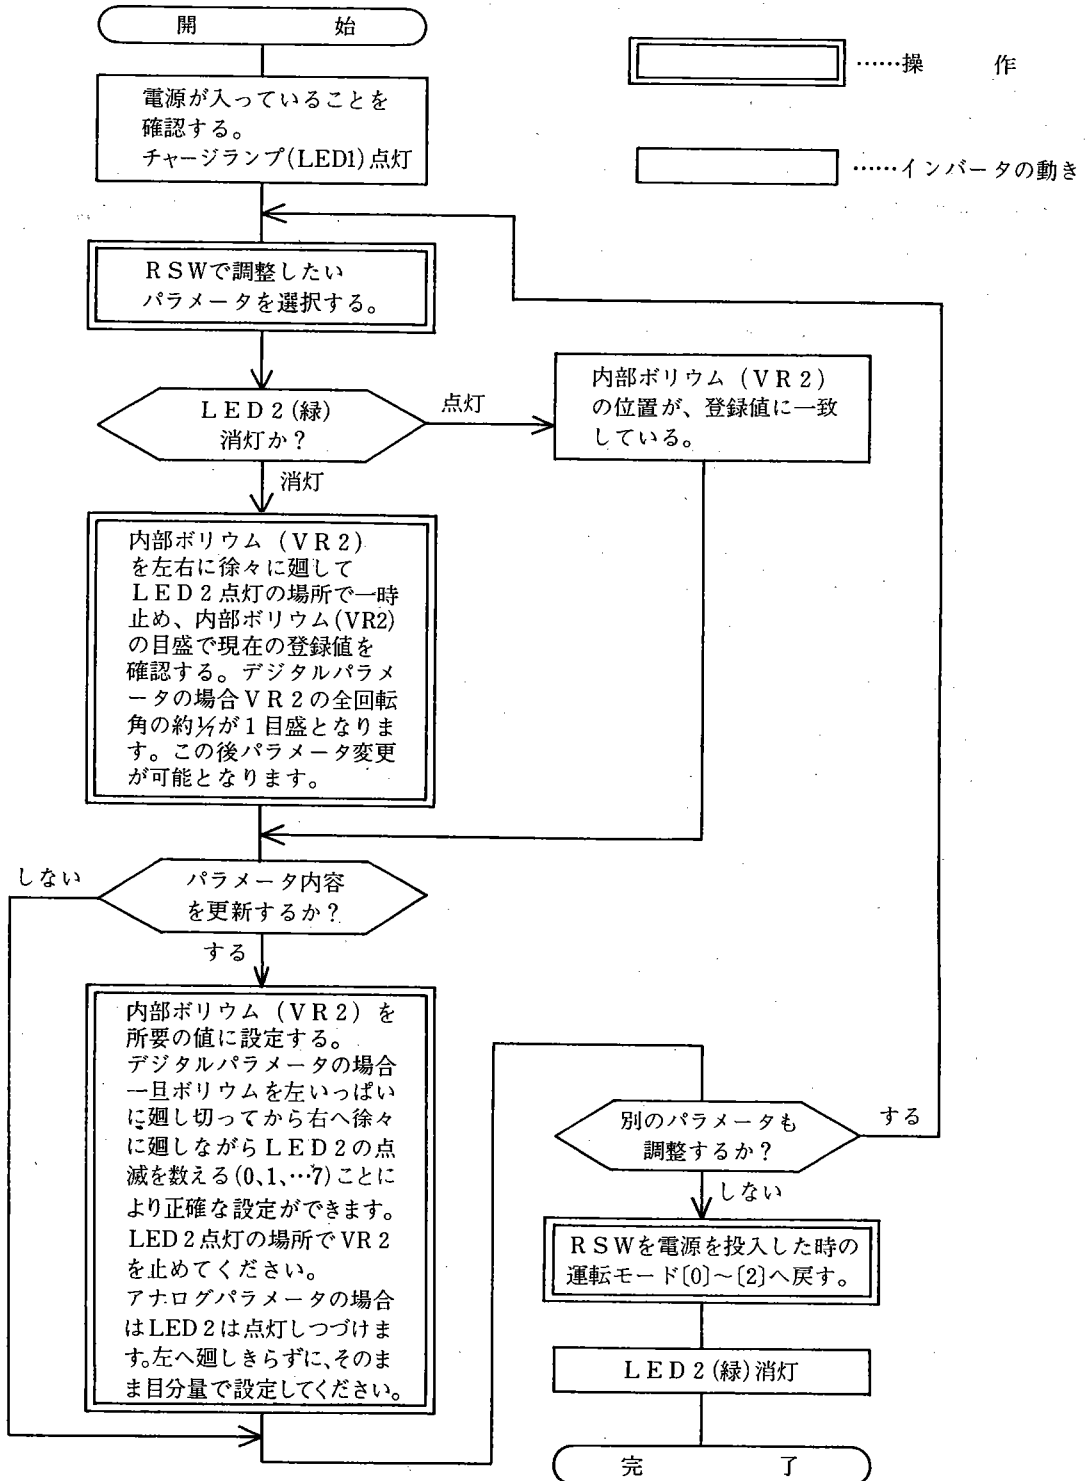 開　　　始
……操　　作
電源が入っていることを
確認する。
チャージランプ(LED1)点灯
……インバータの動き
RSWで調整したい
パラメータを選択する。
LED2(緑)
消灯か?
点灯
内部ボリウム(VR2)
の位置が、登録値に一致
している。
消灯
内部ボリウム(VR2)
を左右に徐々に廻して
LED2点灯の場所で一時
止め、内部ボリウム(VR2)
の目盛で現在の登録値を
確認する。デジタルパラメ
ータの場合VR2の全回転
角の約1/7が1目盛となりま
す。この後パラメータ変更
が可能となります。
しない
パラメータ内容
を更新するか?
する
内部ボリウム(VR2)を
所要の値に設定する。
デジタルパラメータの場合
一旦ボリウムを左いっぱい
に廻し切ってから右へ徐々
に廻しながらLED2の点
滅を数える(0、1、…7)ことに
より正確な設定ができます。
LED2点灯の場所でVR2
を止めてください。
アナログパラメータの場合
はLED2は点灯しつづけま
す。左へ廻しきらずに、そのま
ま目分量で設定してください。
別のパラメータも
調整するか?
する
しない
RSWを電源を投入した時の
運転モード[0]~[2]へ戻す。
LED2(緑)消灯
完　　　了